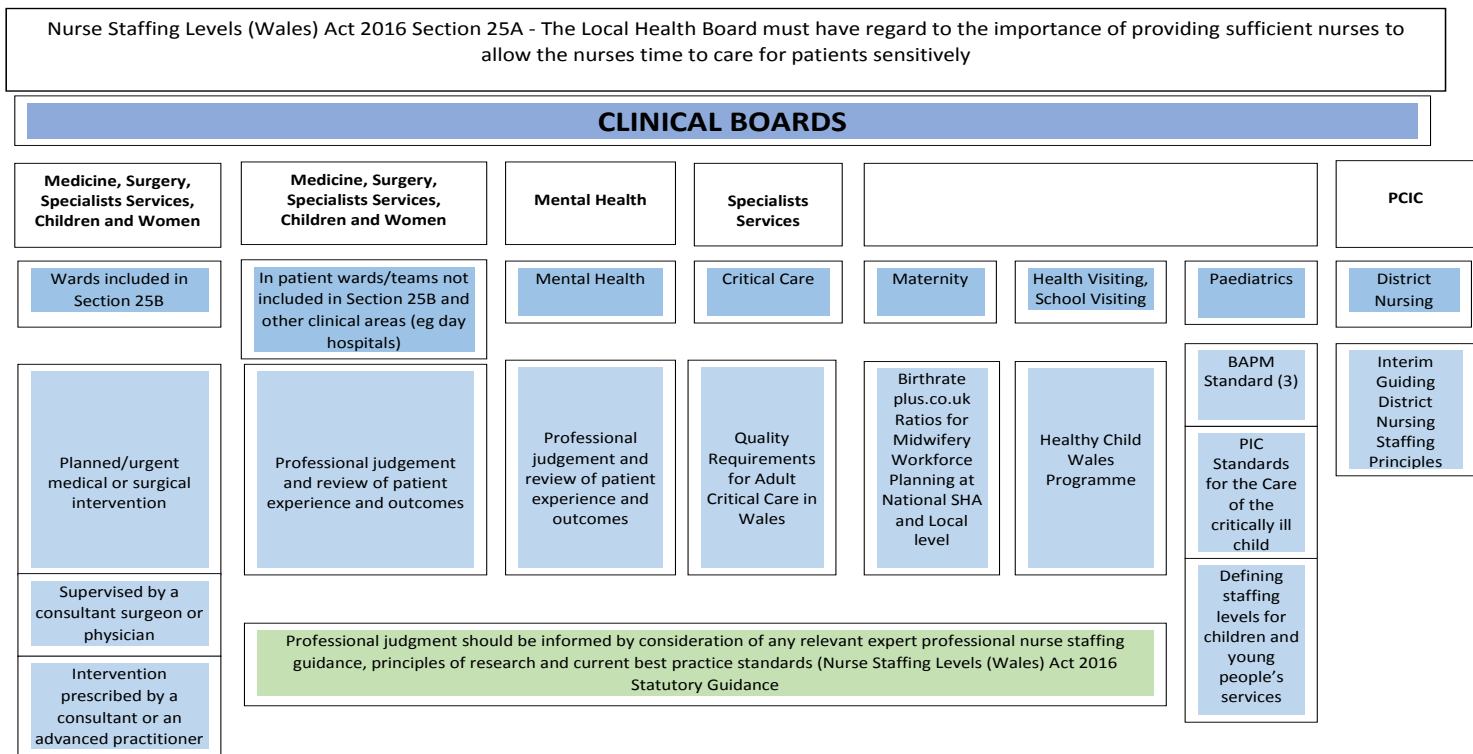 Nurse Staffing Levels (Wales) Act 2016 Section 25A - The Local Health Board must have regard to the importance of providing sufficient nurses to
allow the nurses time to care for patients sensitively
CLINICAL BOARDS
Medicine, Surgery,
Specialists Services,
Children and Women
Medicine, Surgery,
Specialists Services,
Children and Women
Mental Health
Specialists
Services
PCIC
Wards included in
Section 25B
In patient wards/teams not
included in Section 25B and
other clinical areas (eg day
hospitals)
Mental Health
Critical Care
Maternity
Health Visiting,
School Visiting
Paediatrics
District
Nursing
Planned/urgent
medical or surgical
intervention
Supervised by a
consultant surgeon or
physician
Intervention
prescribed by a
consultant or an
advanced practitioner
Professional judgement
and review of patient
experience and outcomes
Professional
judgement and
review of patient
experience and
outcomes
Quality
Requirements
for Adult
Critical Care in
Wales
Birthrate
plus.co.uk
Ratios for
Midwifery
Workforce
Planning at
National SHA
and Local
level
Healthy Child
Wales
Programme
BAPM
Standard (3)
PIC
Standards
for the Care
of the
critically ill
child
Defining
staffing
levels for
children and
young
people's
services
Interim
Guiding
District
Nursing
Staffing
Principles
Professional judgment should be informed by consideration of any relevant expert professional nurse staffing
guidance, principles of research and current best practice standards (Nurse Staffing Levels (Wales) Act 2016
Statutory Guidance